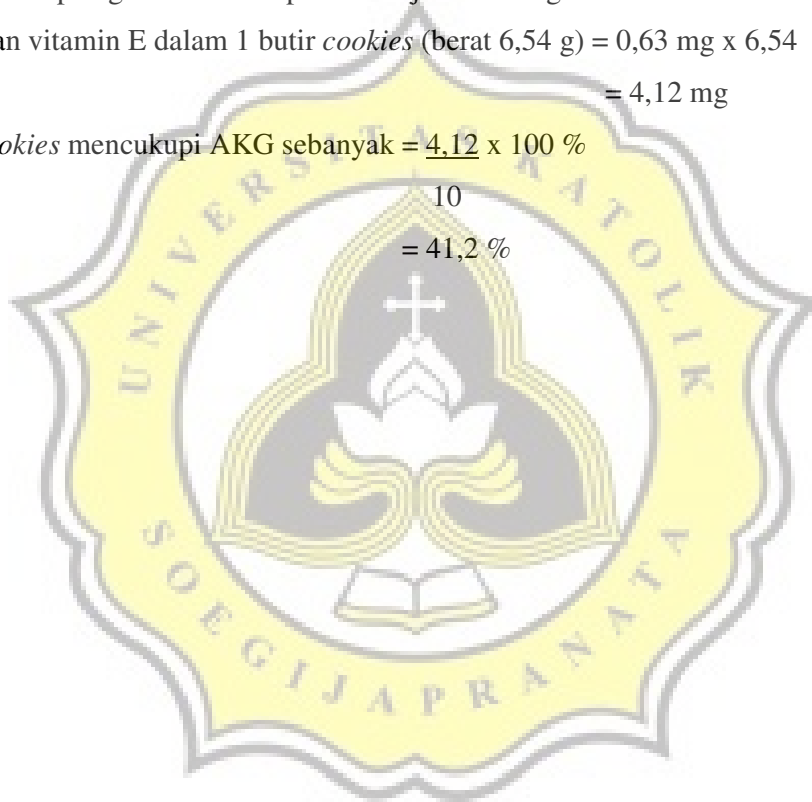 an vitamin E dalam 1 butir cookies (berat 6,54 g) = 0,63 mg x 6,54
= 4,12 mg
okies mencukupi AKG sebanyak = 4,12 x 100 %
10
= 41,2 %
UNIVERSITAS KATOLIK
SOEGIJAPRANATA